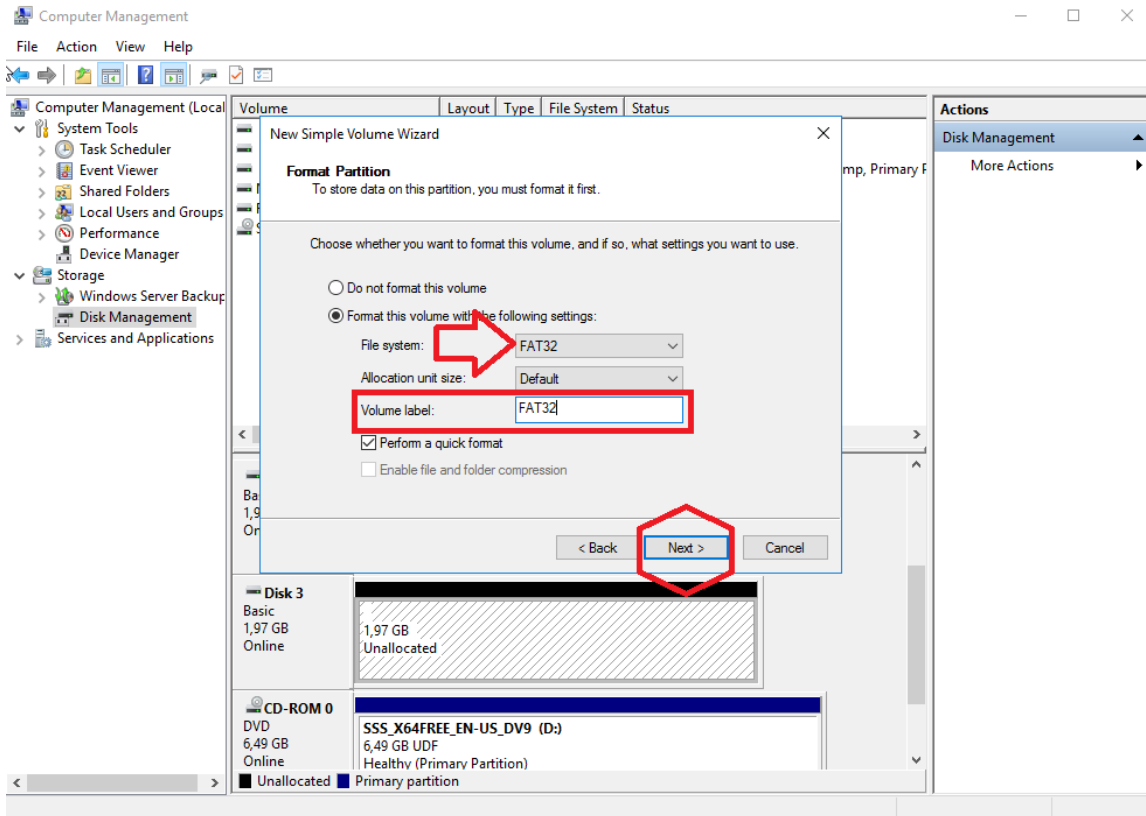 Computer Management
File Action View Help
Computer Management (Local
System Tools
Task Scheduler
Event Viewer
Shared Folders
Local Users and Groups
Performance
Device Manager
Storage
Windows Server Backup
Disk Management
Services and Applications
Volume Layout Type File System Status
mp, Primary P
New Simple Volume Wizard
Format Partition
To store data on this partition, you must format it first.
Choose whether you want to format this volume, and if so, what settings you want to use.
Do not format this volume
Format this volume with the following settings:
File system: FAT32
Allocation unit size: Default
Volume label: FAT32
Perform a quick format
Enable file and folder compression
< Back Next > Cancel
Ba
1,9
Or
Disk 3
Basic
1,97 GB
Online
1,97 GB
Unallocated
CD-ROM 0
DVD
6,49 GB
Online
SSS_X64FREE_EN-US_DV9 (D:)
6,49 GB UDF
Healthy (Primary Partition)
Unallocated Primary partition
Actions
Disk Management
More Actions